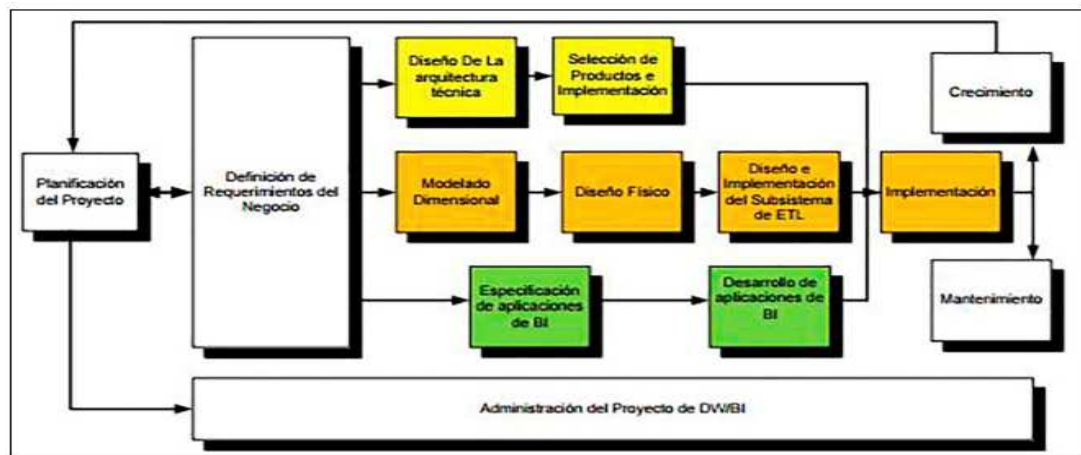 Diseño De La
arquitectura
técnica
Selección de
Productos e
Implementación
Crecimiento
Planificación
del Proyecto
Definición de
Requerimientos del
Negocio
Modelado
Dimensional
Diseño Físico
Diseño e
Implementación
del Subsistema
de ETL
Implementación
Especificación
de aplicaciones
de BI
Desarrollo de
aplicaciones de
BI
Mantenimiento
Administración del Proyecto de DW/BI